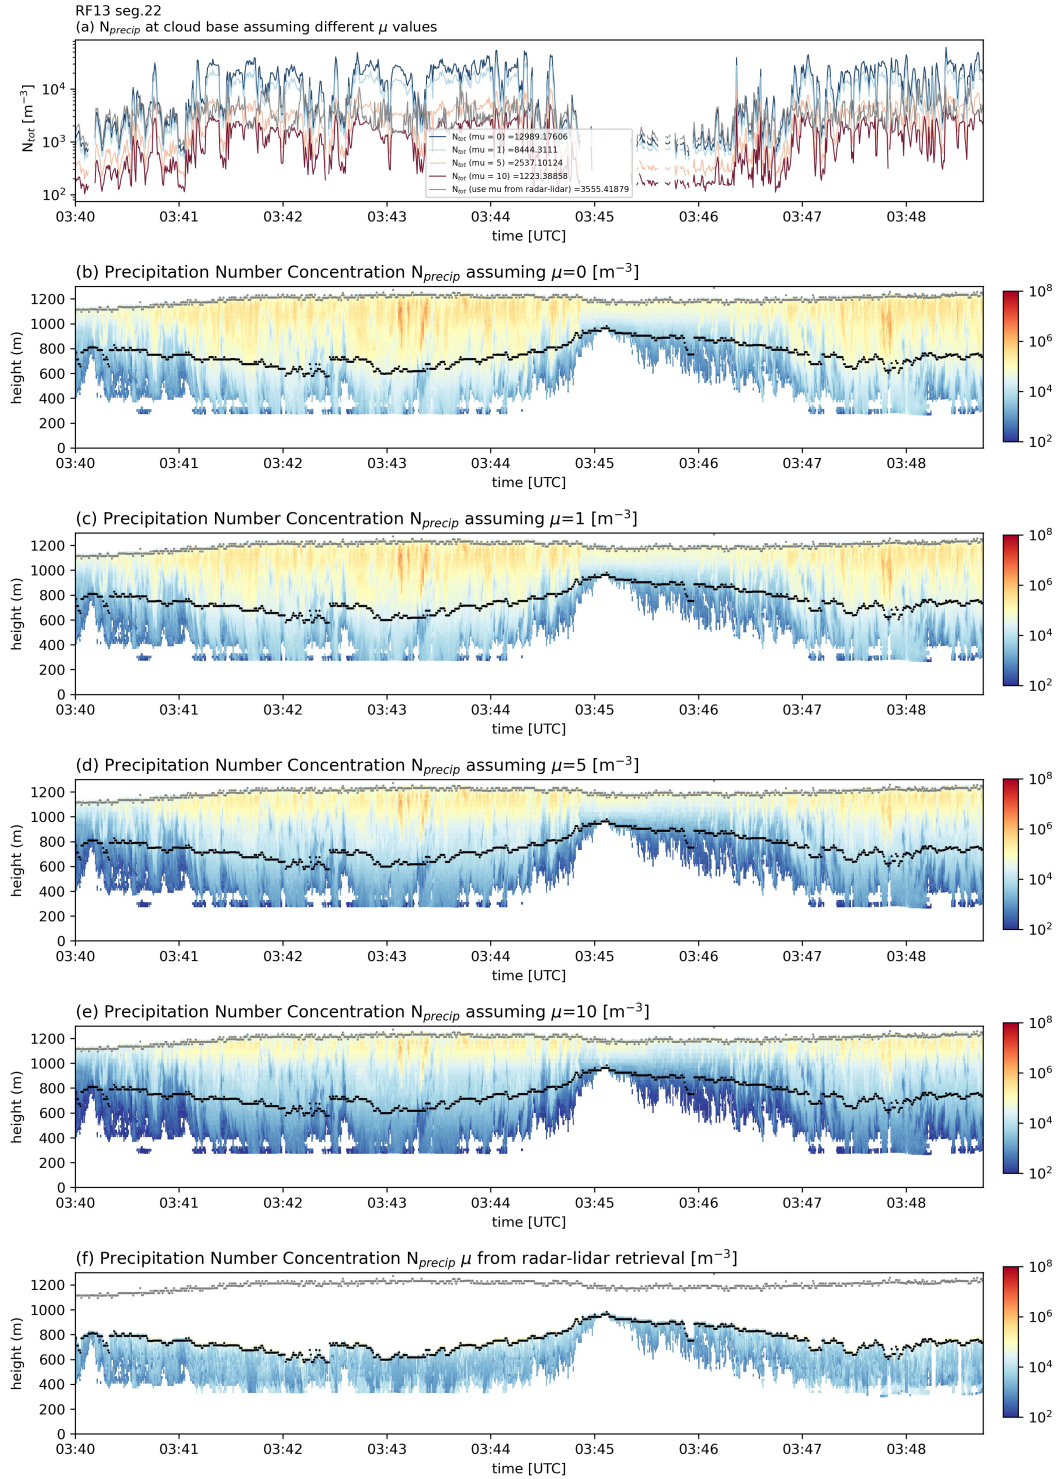 RF13 seg.22
(a) N_precip at cloud base assuming different μ values
N_tot [m⁻³]
10⁴
10³
10²
N_tot (mu = 0) =12989.17606
N_tot (mu = 1) =8444.3111
N_tot (mu = 5) =2537.10124
N_tot (mu = 10) =1223.38858
N_tot (use mu from radar-lidar) =3555.41879
03:40 03:41 03:42 03:43 03:44 03:45 03:46 03:47 03:48
time [UTC]
(b) Precipitation Number Concentration N_precip assuming μ=0 [m⁻³]
height (m)
1200
1000
800
600
400
200
0
03:40 03:41 03:42 03:43 03:44 03:45 03:46 03:47 03:48
time [UTC]
10⁸
10⁶
10⁴
10²
(c) Precipitation Number Concentration N_precip assuming μ=1 [m⁻³]
height (m)
1200
1000
800
600
400
200
0
03:40 03:41 03:42 03:43 03:44 03:45 03:46 03:47 03:48
time [UTC]
10⁸
10⁶
10⁴
10²
(d) Precipitation Number Concentration N_precip assuming μ=5 [m⁻³]
height (m)
1200
1000
800
600
400
200
0
03:40 03:41 03:42 03:43 03:44 03:45 03:46 03:47 03:48
time [UTC]
10⁸
10⁶
10⁴
10²
(e) Precipitation Number Concentration N_precip assuming μ=10 [m⁻³]
height (m)
1200
1000
800
600
400
200
0
03:40 03:41 03:42 03:43 03:44 03:45 03:46 03:47 03:48
time [UTC]
10⁸
10⁶
10⁴
10²
(f) Precipitation Number Concentration N_precip μ from radar-lidar retrieval [m⁻³]
height (m)
1200
1000
800
600
400
200
0
03:40 03:41 03:42 03:43 03:44 03:45 03:46 03:47 03:48
time [UTC]
10⁸
10⁶
10⁴
10²